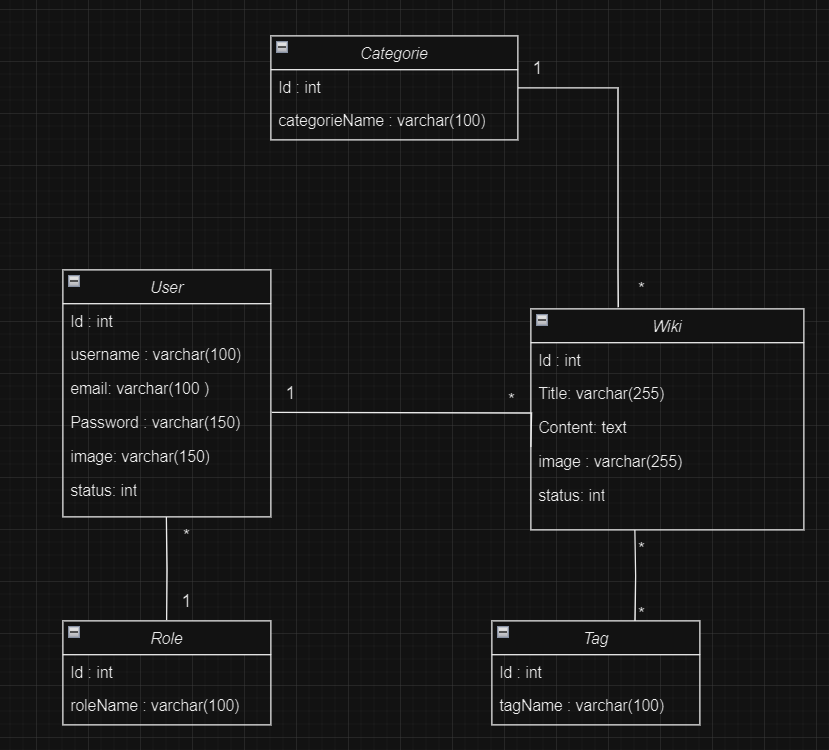 Categorie
1
Id : int
categorieName : varchar(100)
*
User
Id : int
username : varchar(100)
email: varchar(100 )
Password : varchar(150)
image: varchar(150)
status: int
1
*
Wiki
Id : int
Title: varchar(255)
Content: text
image : varchar(255)
status: int
*
1
*
*
Role
Id : int
roleName : varchar(100)
Tag
Id : int
tagName : varchar(100)